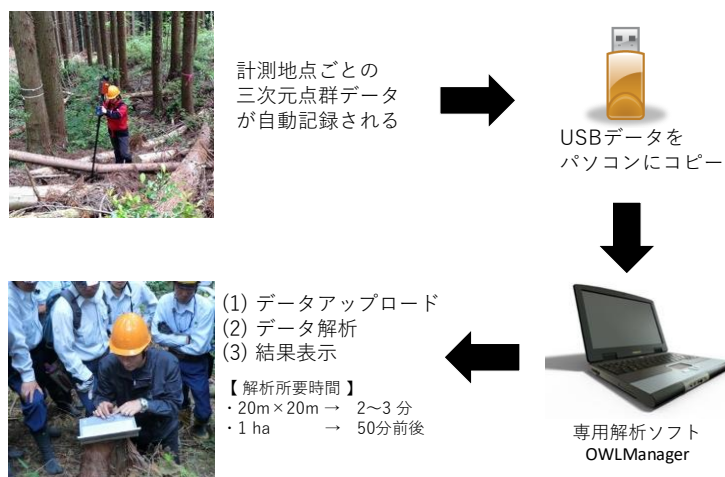 計測地点ごとの
三次元点群データ
が自動記録される
USBデータを
パソコンにコピー
専用解析ソフト
OWLManager
(1) データアップロード
(2) データ解析
(3) 結果表示
【 解析所要時間 】
・20m×20m → 2～3 分
・1 ha → 50分前後